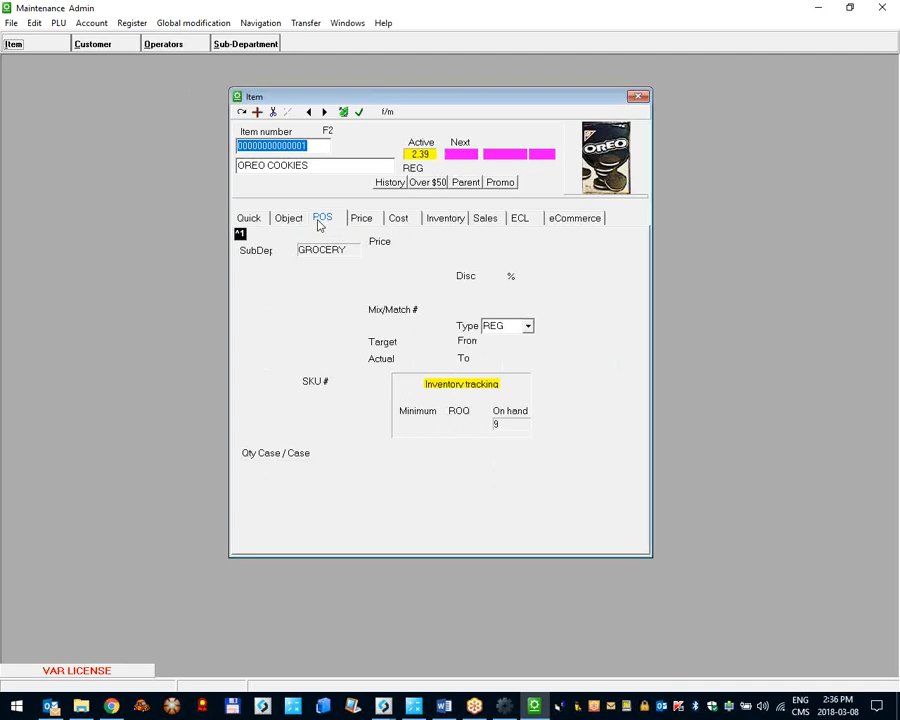 Maintenance Admin
File Edit PLU Account Register Global modification Navigation Transfer Windows Help
Item Customer Operators Sub-Department
Item
f/m
Item number F2
Active Next
00000000000001
2.39
OREO COOKIES
REG
OREO
History Over $50 Parent Promo
Quick Object POS Price Cost Inventory Sales ECL eCommerce
^1
Price
SubDep GROCERY
Disc %
Mix/Match #
Type REG
Target From
Actual To
SKU #
Inventory tracking
Minimum ROQ On hand
9
Qty Case / Case
VAR LICENSE
ENG 2:36 PM
CMS 2018-03-08